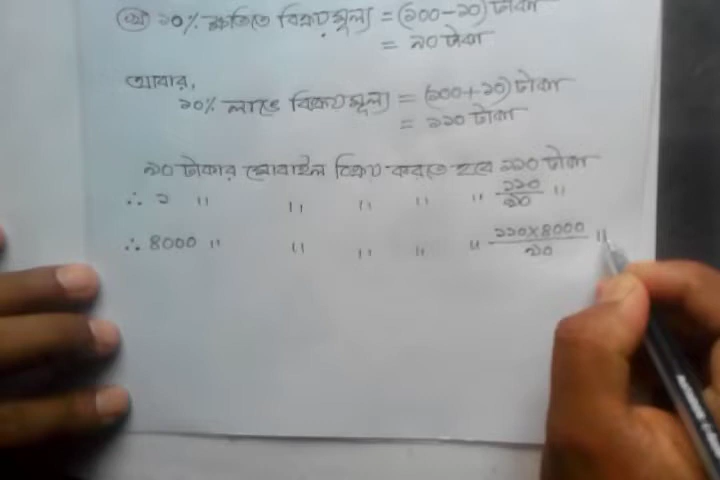 (খ) ১০% ক্ষতিতে বিক্রয়মূল্য = (১০০-১০) টাকা
= ৯০ টাকা
আবার,
১০% লাভে বিক্রয়মূল্য = (১০০+১০) টাকা
= ১১০ টাকা
৯০ টাকার মোবাইল বিক্রয় করতে হবে ১১০ টাকা
∴ ১ " " " " " ১১০/৯০ "
∴ ৪০০০ " " " " " ১১০×৪০০০/৯০ "